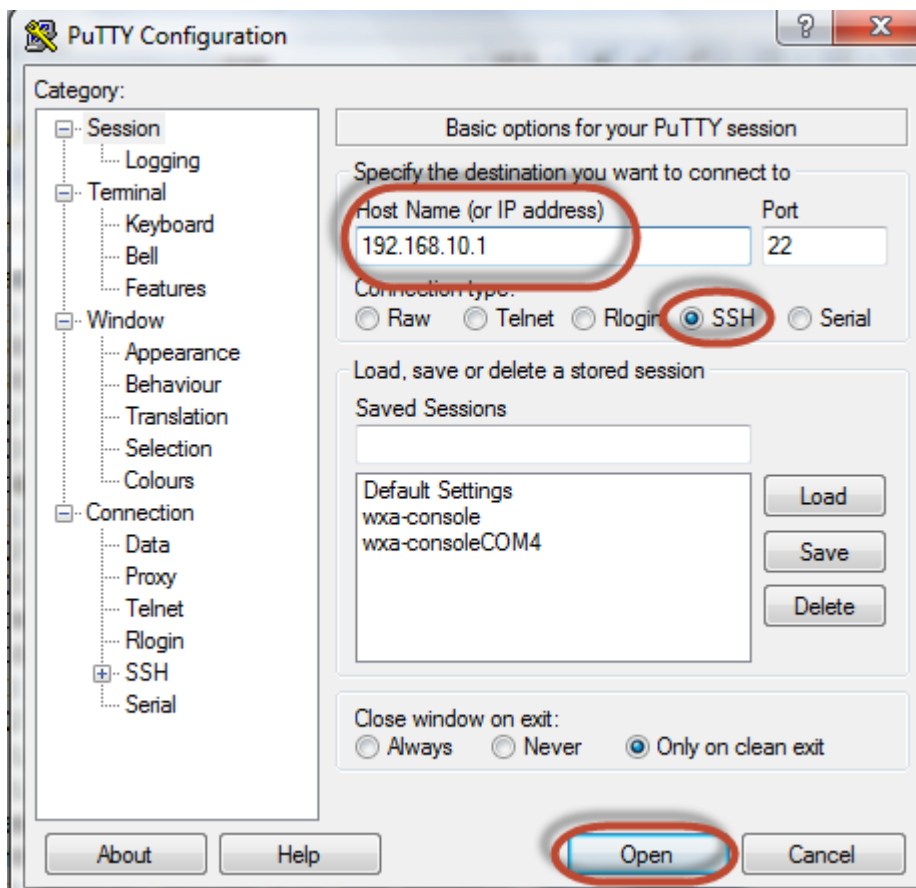 PuTTY Configuration
?
X
Category:
Session
Logging
Terminal
Keyboard
Bell
Features
Window
Appearance
Behaviour
Translation
Selection
Colours
Connection
Data
Proxy
Telnet
Rlogin
SSH
Serial
Basic options for your PuTTY session
Specify the destination you want to connect to
Host Name (or IP address) Port
192.168.10.1 22
Connection type:
Raw Telnet Rlogin SSH Serial
Load, save or delete a stored session
Saved Sessions
Default Settings
wxa-console
wxa-consoleCOM4
Load
Save
Delete
Close window on exit:
Always Never Only on clean exit
About Help Open Cancel